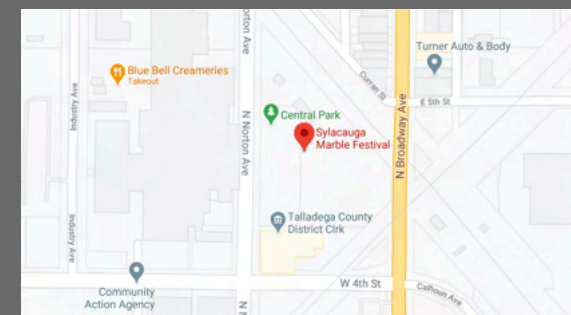 Norton Ave
Turner Auto & Body
Blue Bell Creameries
Takeout
Curran St
E 5th St
Industry Ave
N Norton Ave
Central Park
Sylacauga
Marble Festival
N Broadway Ave
Talladega County
District Clrk
Industry Ave
W 4th St
Community
Action Agency
Calhoun Ave
N N